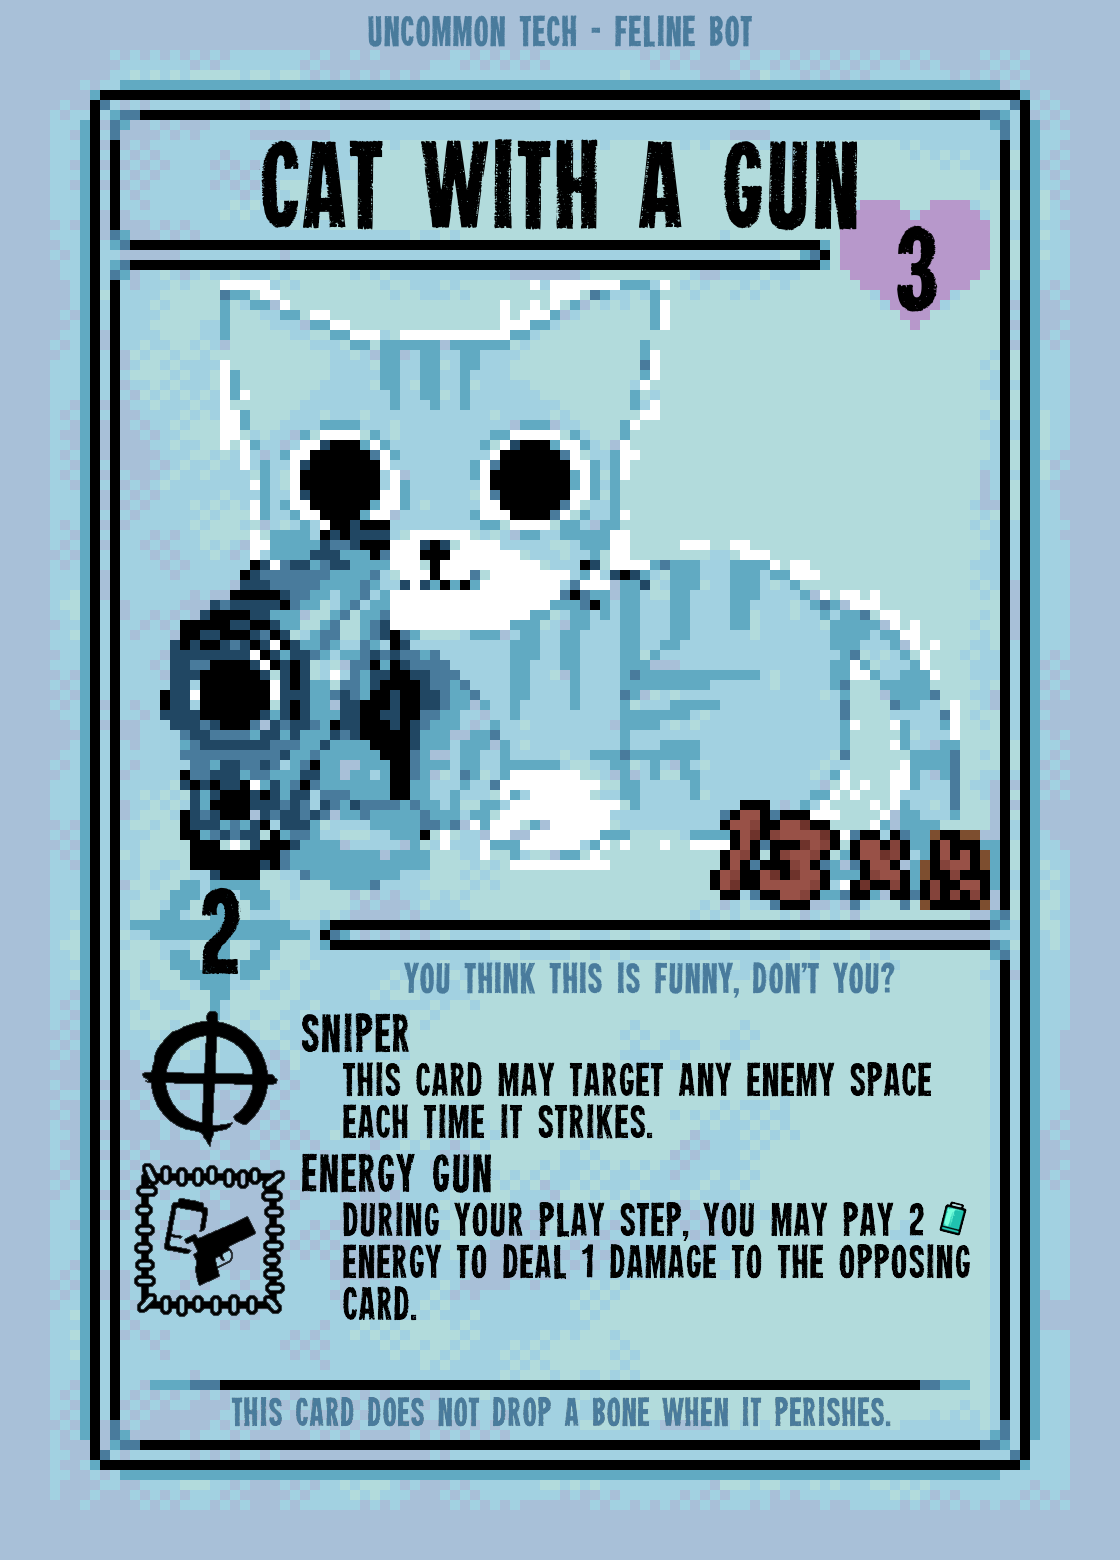 UNCOMMON TECH - FELINE BOT
CAT WITH A GUN
3
13 x
2
YOU THINK THIS IS FUNNY, DON'T YOU?
SNIPER
THIS CARD MAY TARGET ANY ENEMY SPACE
EACH TIME IT STRIKES.
ENERGY GUN
DURING YOUR PLAY STEP, YOU MAY PAY 2
ENERGY TO DEAL 1 DAMAGE TO THE OPPOSING
CARD.
THIS CARD DOES NOT DROP A BONE WHEN IT PERISHES.